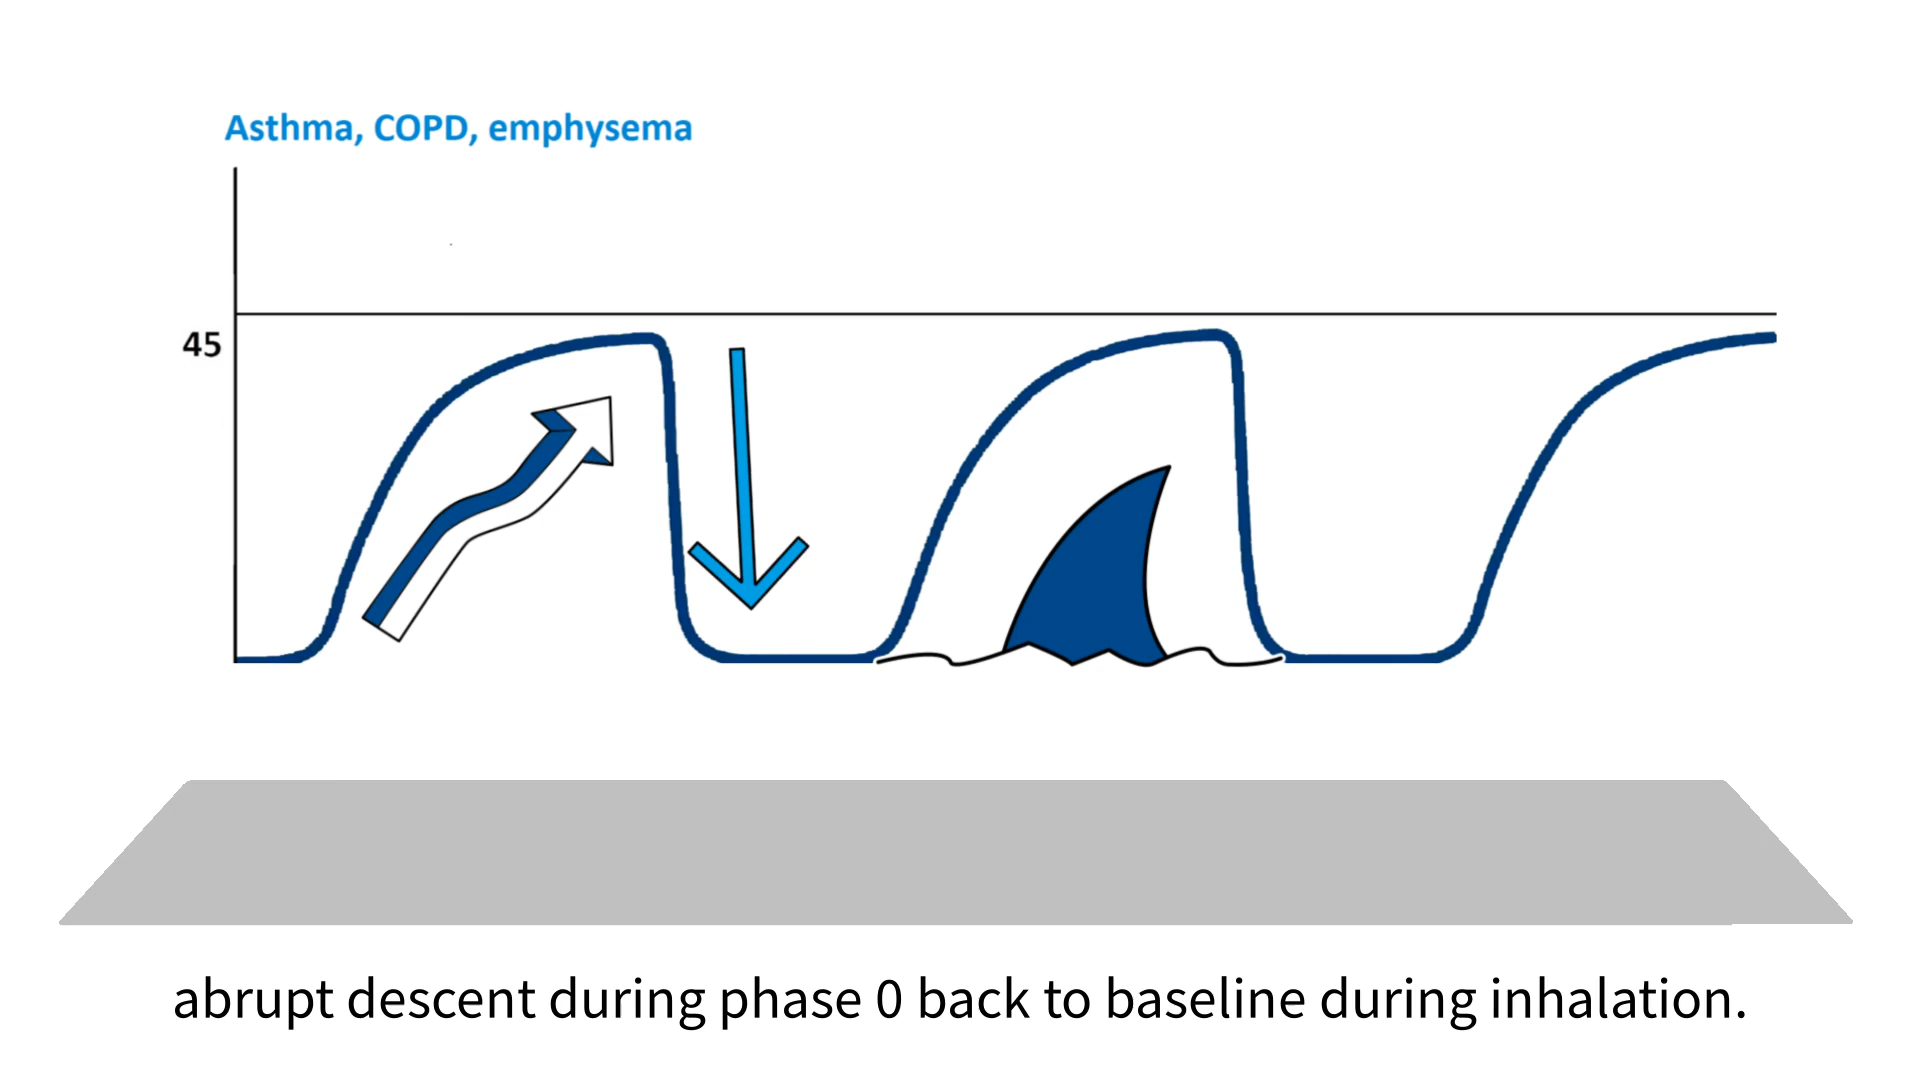 Asthma, COPD, emphysema
45
abrupt descent during phase 0 back to baseline during inhalation.